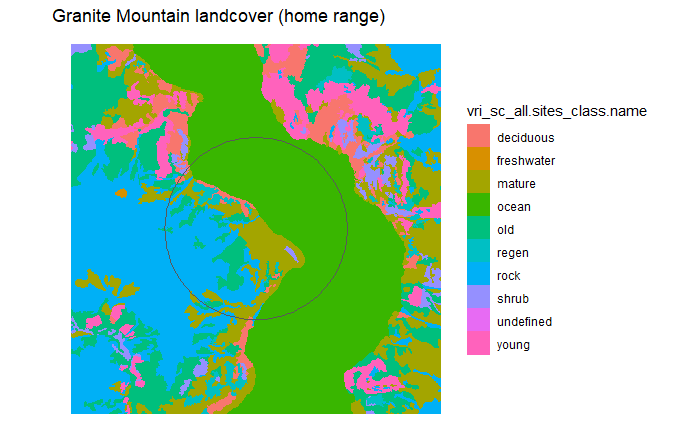 Granite Mountain landcover (home range)
vri_sc_all.sites_class.name
deciduous
freshwater
mature
ocean
old
regen
rock
shrub
undefined
young